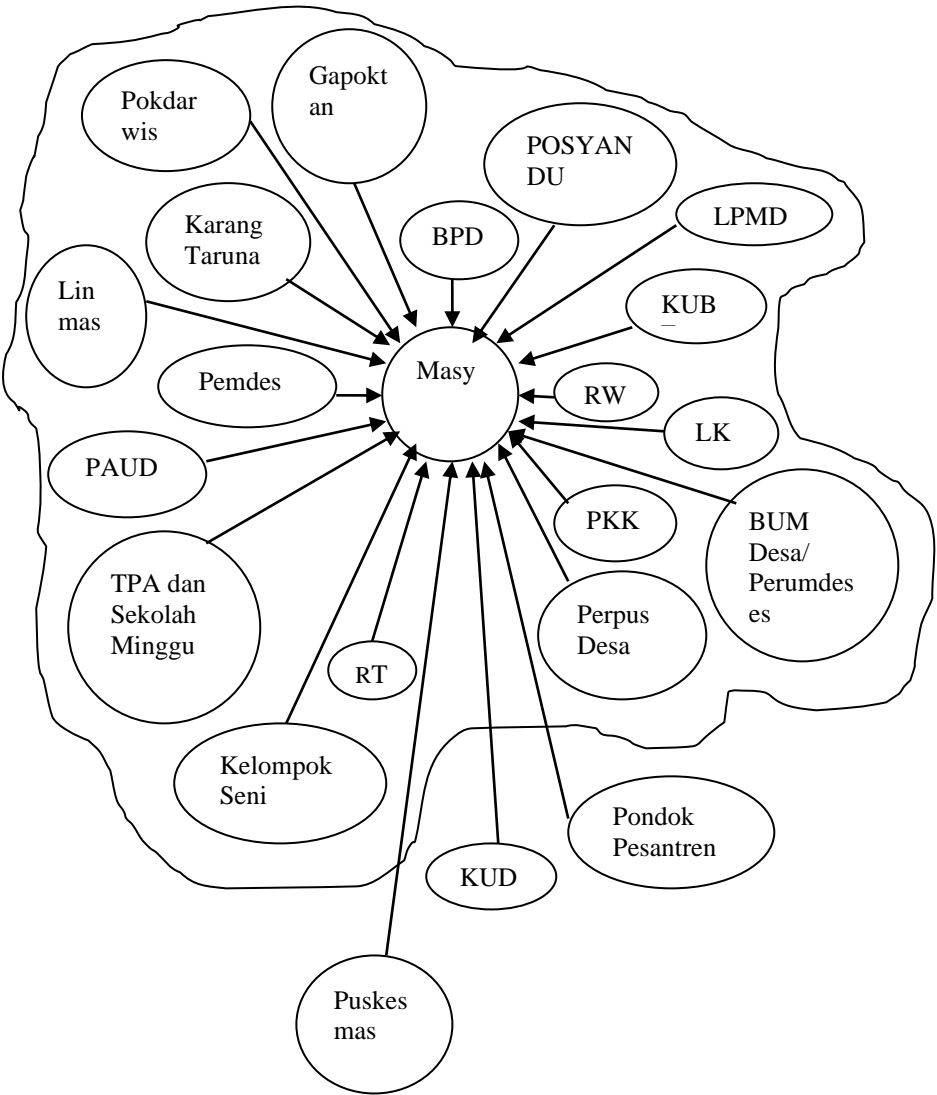 Gapokt
an
Pokdar
wis
POSYAN
DU
LPMD
Karang
Taruna
BPD
Lin
mas
KUB
Masy
Pemdes
RW
LK
PAUD
PKK
BUM
Desa/
Perumdes
es
TPA dan
Sekolah
Minggu
Perpus
Desa
RT
Kelompok
Seni
Pondok
Pesantren
KUD
Puskes
mas